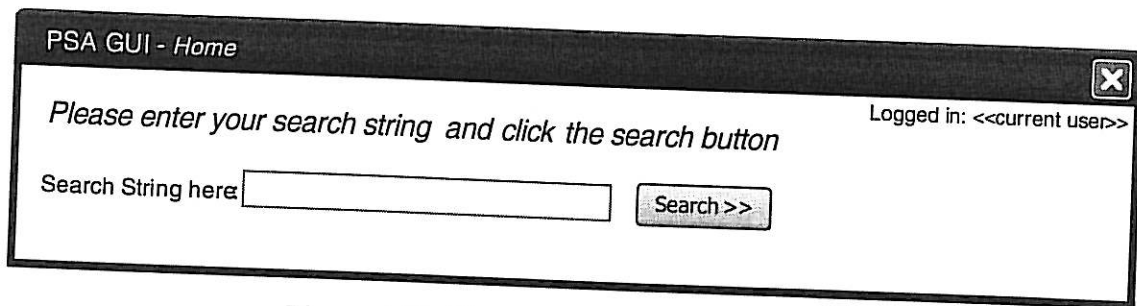 PSA GUI - Home
Logged in: <<current user>>
Please enter your search string and click the search button
Search String here:
Search >>